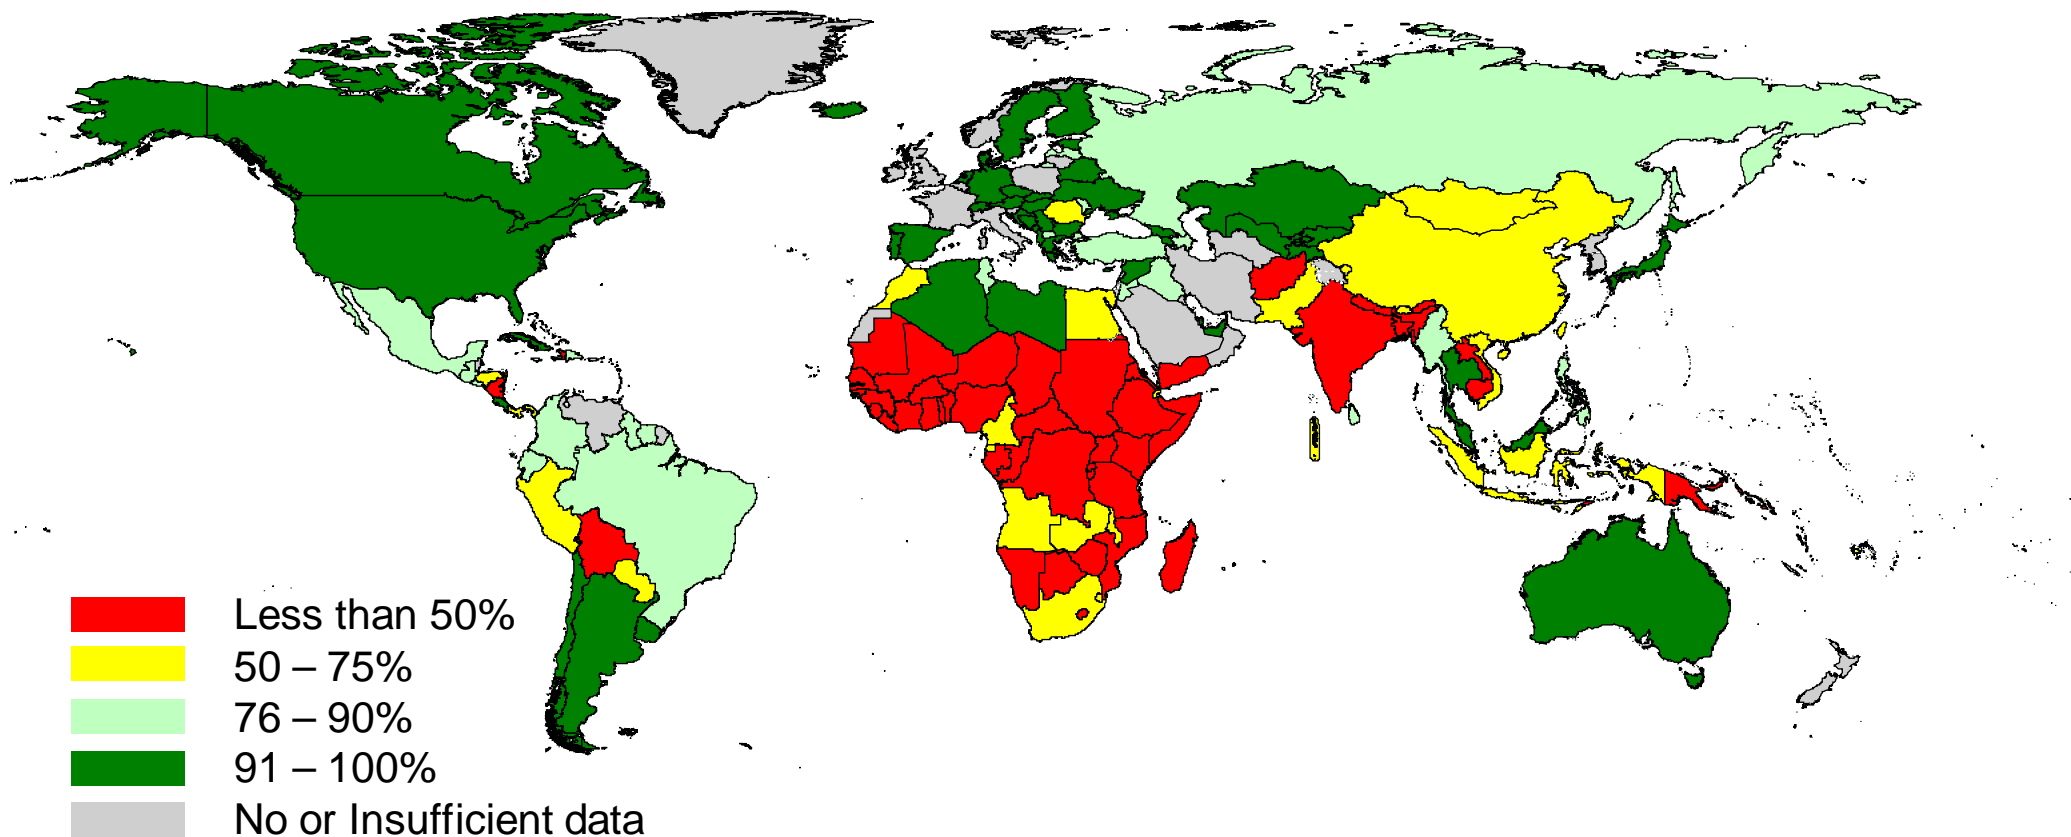 Less than 50%
50 – 75%
76 – 90%
91 – 100%
No or Insufficient data